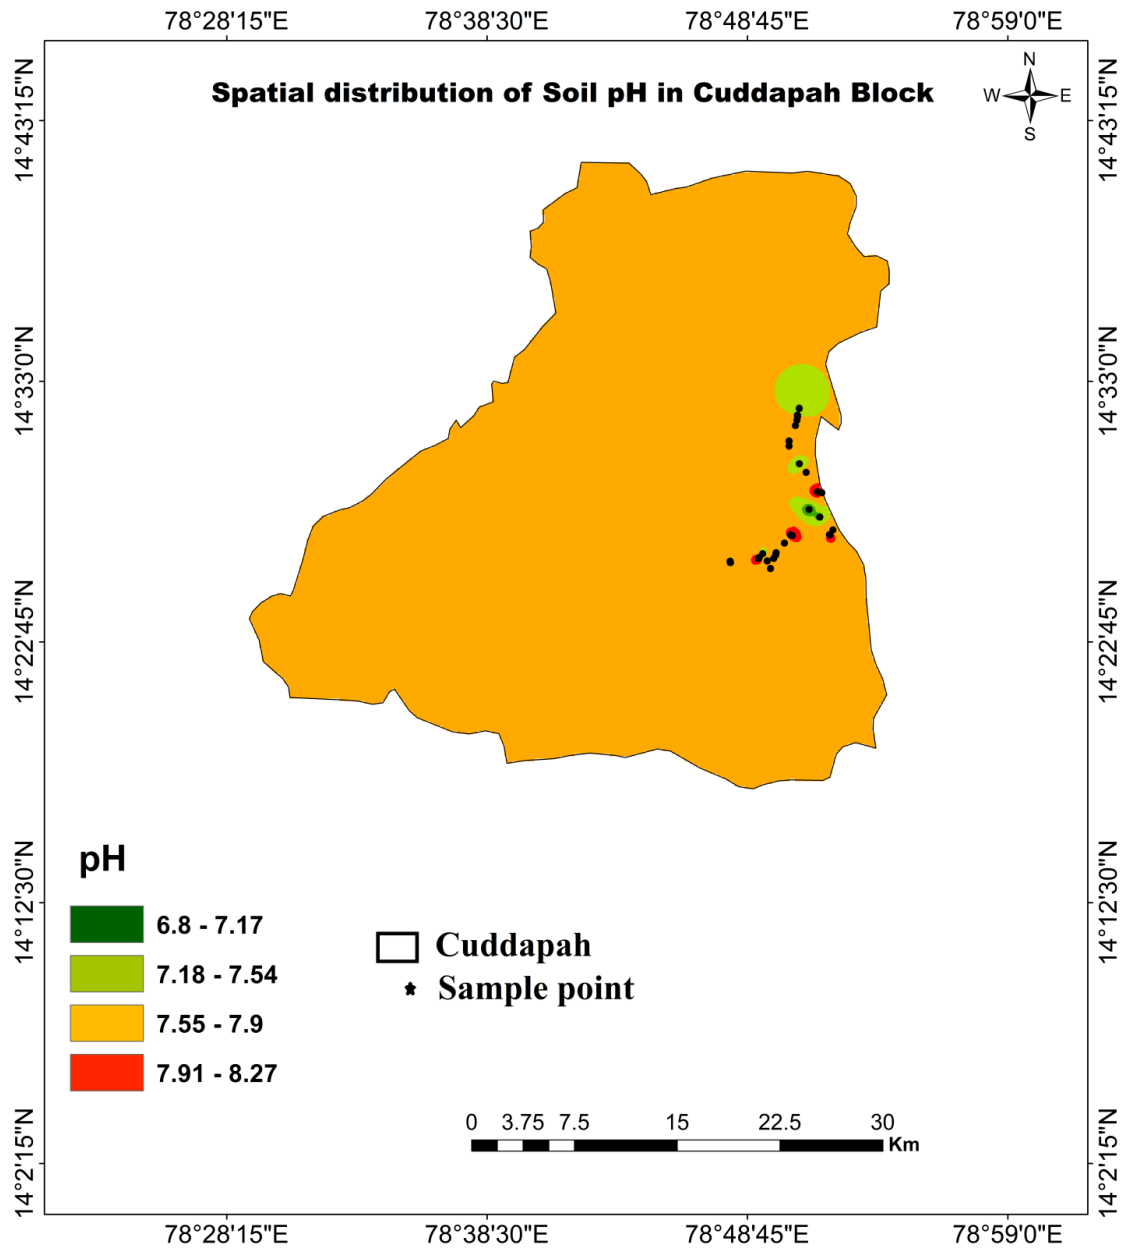 78°28'15"E 78°38'30"E 78°48'45"E 78°59'0"E
Spatial distribution of Soil pH in Cuddapah Block
N
W E
S
14°43'15"N 14°43'15"N
14°33'0"N 14°33'0"N
14°22'45"N 14°22'45"N
14°12'30"N 14°12'30"N
14°2'15"N 14°2'15"N
pH
6.8 - 7.17
7.18 - 7.54
7.55 - 7.9
7.91 - 8.27
Cuddapah
Sample point
0 3.75 7.5 15 22.5 30
Km
78°28'15"E 78°38'30"E 78°48'45"E 78°59'0"E